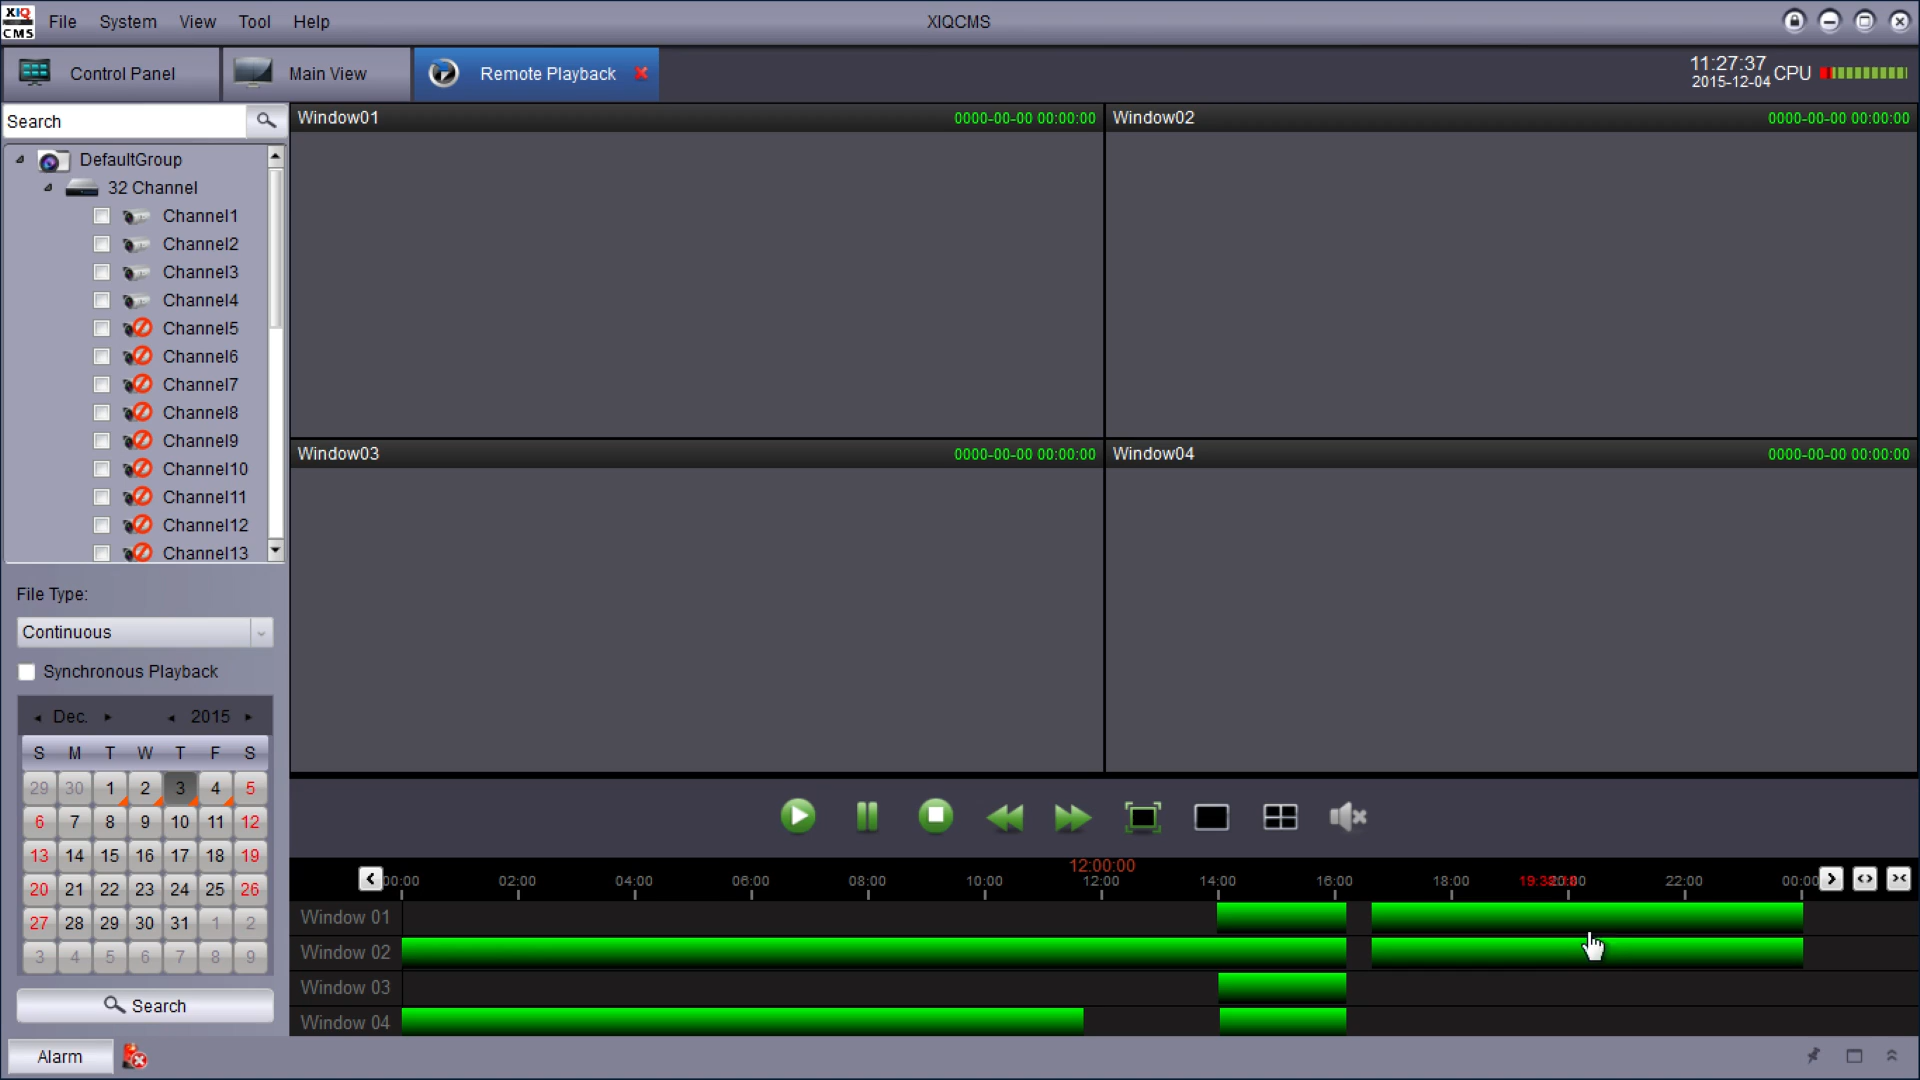 XIQ CMS File System View Tool Help XIQCMS
Control Panel Main View Remote Playback 11:27:37 2015-12-04 CPU
Search
DefaultGroup
32 Channel
Channel1
Channel2
Channel3
Channel4
Channel5
Channel6
Channel7
Channel8
Channel9
Channel10
Channel11
Channel12
Channel13
Window01 0000-00-00 00:00:00
Window02 0000-00-00 00:00:00
Window03 0000-00-00 00:00:00
Window04 0000-00-00 00:00:00
File Type:
Continuous
Synchronous Playback
Dec. 2015
S M T W T F S
29 30 1 2 3 4 5
6 7 8 9 10 11 12
13 14 15 16 17 18 19
20 21 22 23 24 25 26
27 28 29 30 31 1 2
3 4 5 6 7 8 9
Search
12:00:00
00:00 02:00 04:00 06:00 08:00 10:00 12:00 14:00 16:00 18:00 20:00 22:00 00:00
Window 01
Window 02
Window 03
Window 04
Alarm